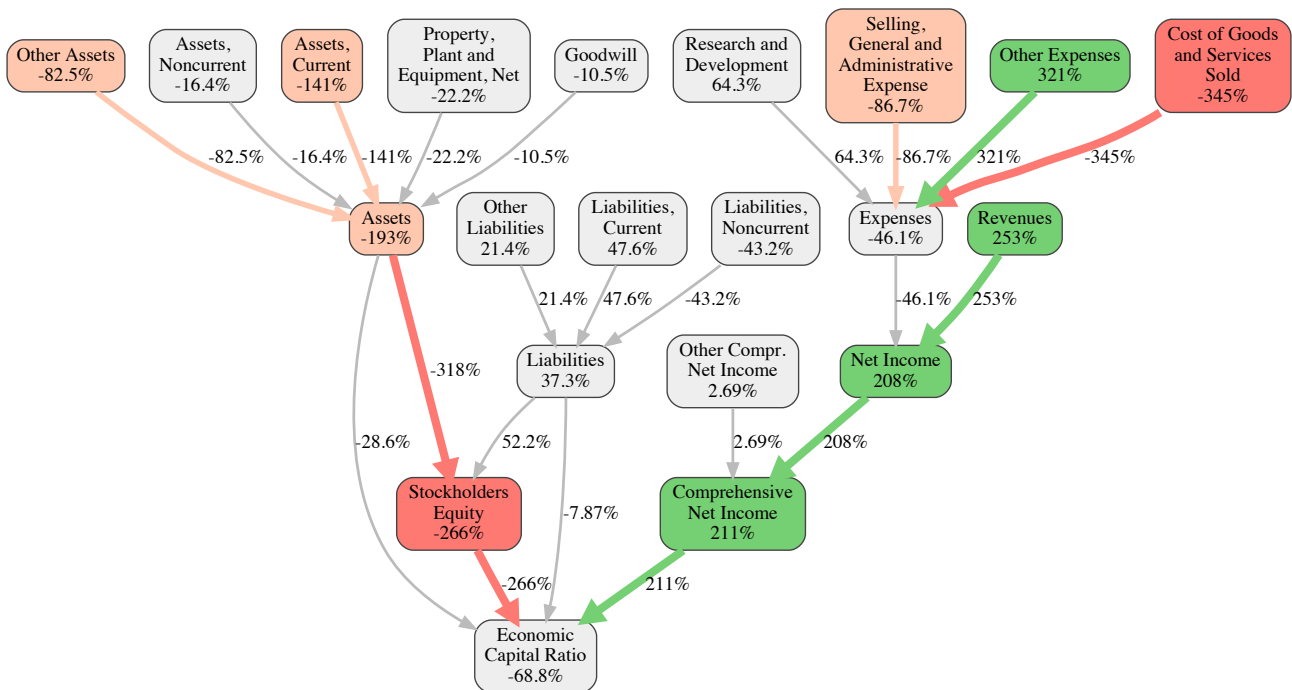 Other Assets
-82.5%
Assets,
Noncurrent
-16.4%
Assets,
Current
-141%
Property,
Plant and
Equipment, Net
-22.2%
Goodwill
-10.5%
Research and
Development
64.3%
Selling,
General and
Administrative
Expense
-86.7%
Other Expenses
321%
Cost of Goods
and Services
Sold
-345%
-82.5%
-16.4%
-141%
-22.2%
-10.5%
64.3%
-86.7%
321%
-345%
Assets
-193%
Other
Liabilities
21.4%
Liabilities,
Current
47.6%
Liabilities,
Noncurrent
-43.2%
Expenses
-46.1%
Revenues
253%
21.4%
47.6%
-43.2%
-46.1%
253%
-318%
Liabilities
37.3%
Other Compr.
Net Income
2.69%
Net Income
208%
-28.6%
52.2%
2.69%
208%
Stockholders
Equity
-266%
-7.87%
Comprehensive
Net Income
211%
-266%
211%
Economic
Capital Ratio
-68.8%